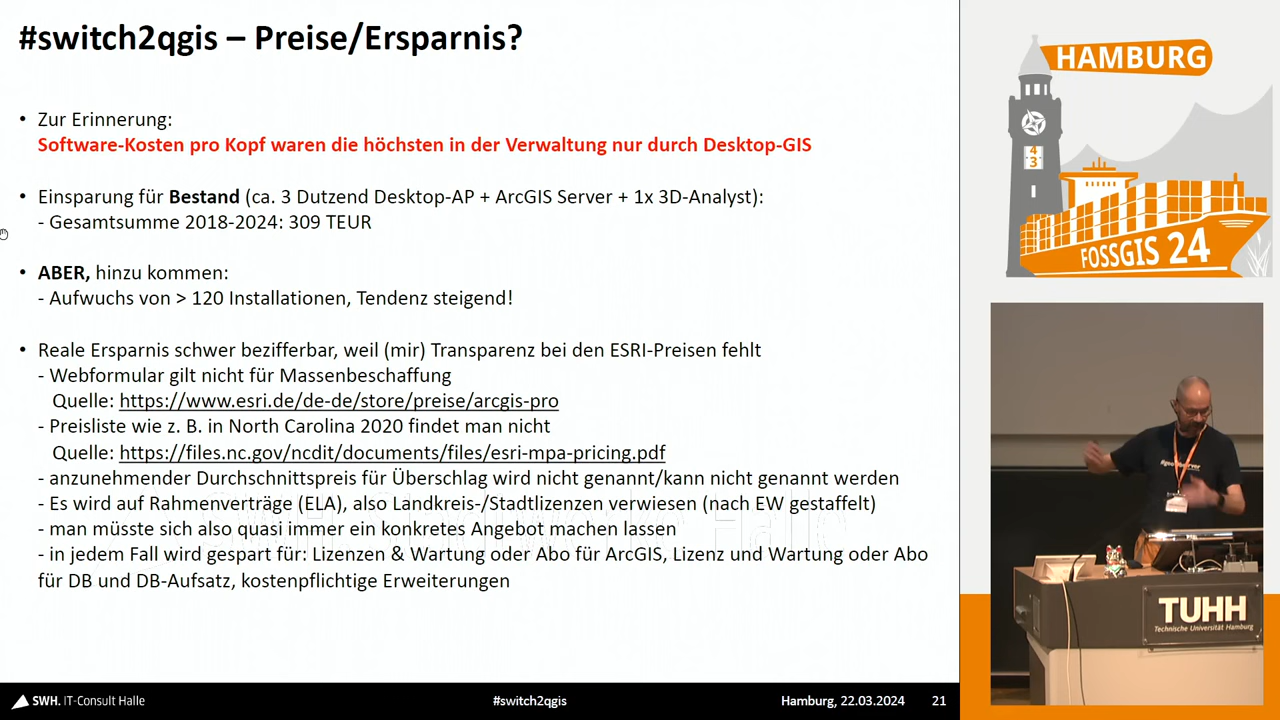 #switch2qgis – Preise/Ersparnis?
• Zur Erinnerung:
Software-Kosten pro Kopf waren die höchsten in der Verwaltung nur durch Desktop-GIS
• Einsparung für Bestand (ca. 3 Dutzend Desktop-AP + ArcGIS Server + 1x 3D-Analyst):
- Gesamtsumme 2018-2024: 309 TEUR
• ABER, hinzu kommen:
- Aufwuchs von > 120 Installationen, Tendenz steigend!
• Reale Ersparnis schwer bezifferbar, weil (mir) Transparenz bei den ESRI-Preisen fehlt
- Webformular gilt nicht für Massenbeschaffung
Quelle: https://www.esri.de/de-de/store/preise/arcgis-pro
- Preisliste wie z. B. in North Carolina 2020 findet man nicht
Quelle: https://files.nc.gov/ncdit/documents/files/esri-mpa-pricing.pdf
- anzunehmender Durchschnittspreis für Überschlag wird nicht genannt/kann nicht genannt werden
- Es wird auf Rahmenverträge (ELA), also Landkreis-/Stadtlizenzen verwiesen (nach EW gestaffelt)
- man müsste sich also quasi immer ein konkretes Angebot machen lasen
- in jedem Fall wird gespart für: Lizenzen & Wartung oder Abo für ArcGIS, Lizenz und Wartung oder Abo
für DB und DB-Aufsatz, kostenpflichtige Erweiterungen
SWH. IT-Consult Halle
#switch2qgis
Hamburg, 22.03.2024
21
HAMBURG
4
3
FOSSGIS 24
TUHH
Technische Universität Hamburg